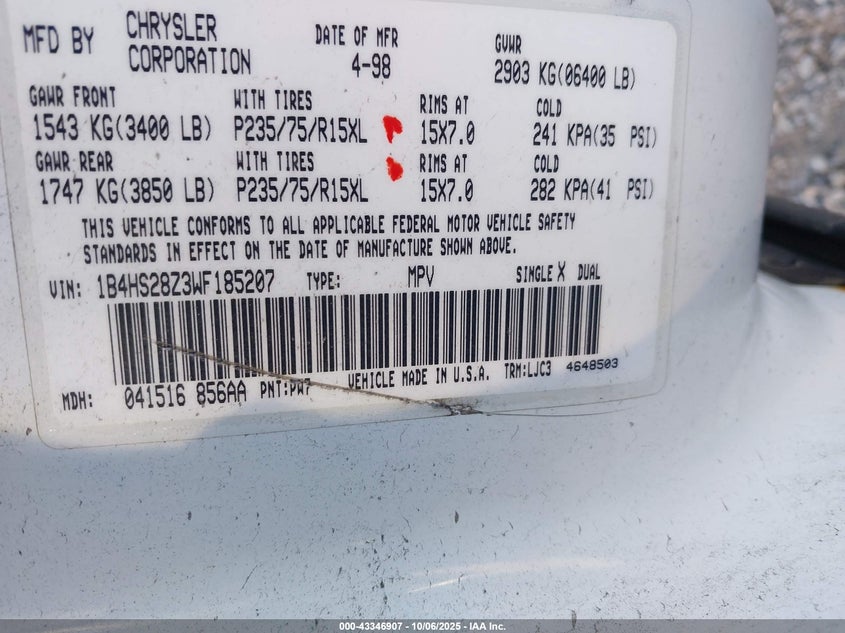 MFD BY CHRYSLER CORPORATION DATE OF MFR 4-98 GVWR 2903 KG(06400 LB)
GAWR FRONT WITH TIRES RIMS AT COLD
1543 KG(3400 LB) P235/75/R15XL 15X7.0 241 KPA(35 PSI)
GAWR REAR WITH TIRES RIMS AT COLD
1747 KG(3850 LB) P235/75/R15XL 15X7.0 282 KPA(41 PSI)
THIS VEHICLE CONFORMS TO ALL APPLICABLE FEDERAL MOTOR VEHICLE SAFETY
STANDARDS IN EFFECT ON THE DATE OF MANUFACTURE SHOWN ABOVE.
VIN: 1B4HS28Z3WF185207 TYPE: MPV SINGLE X DUAL
MDH: 041516 856AA PNT:PW7 VEHICLE MADE IN U.S.A. TRM:LJC3 4648503
000-43346907 - 10/06/2025 - IAA Inc.